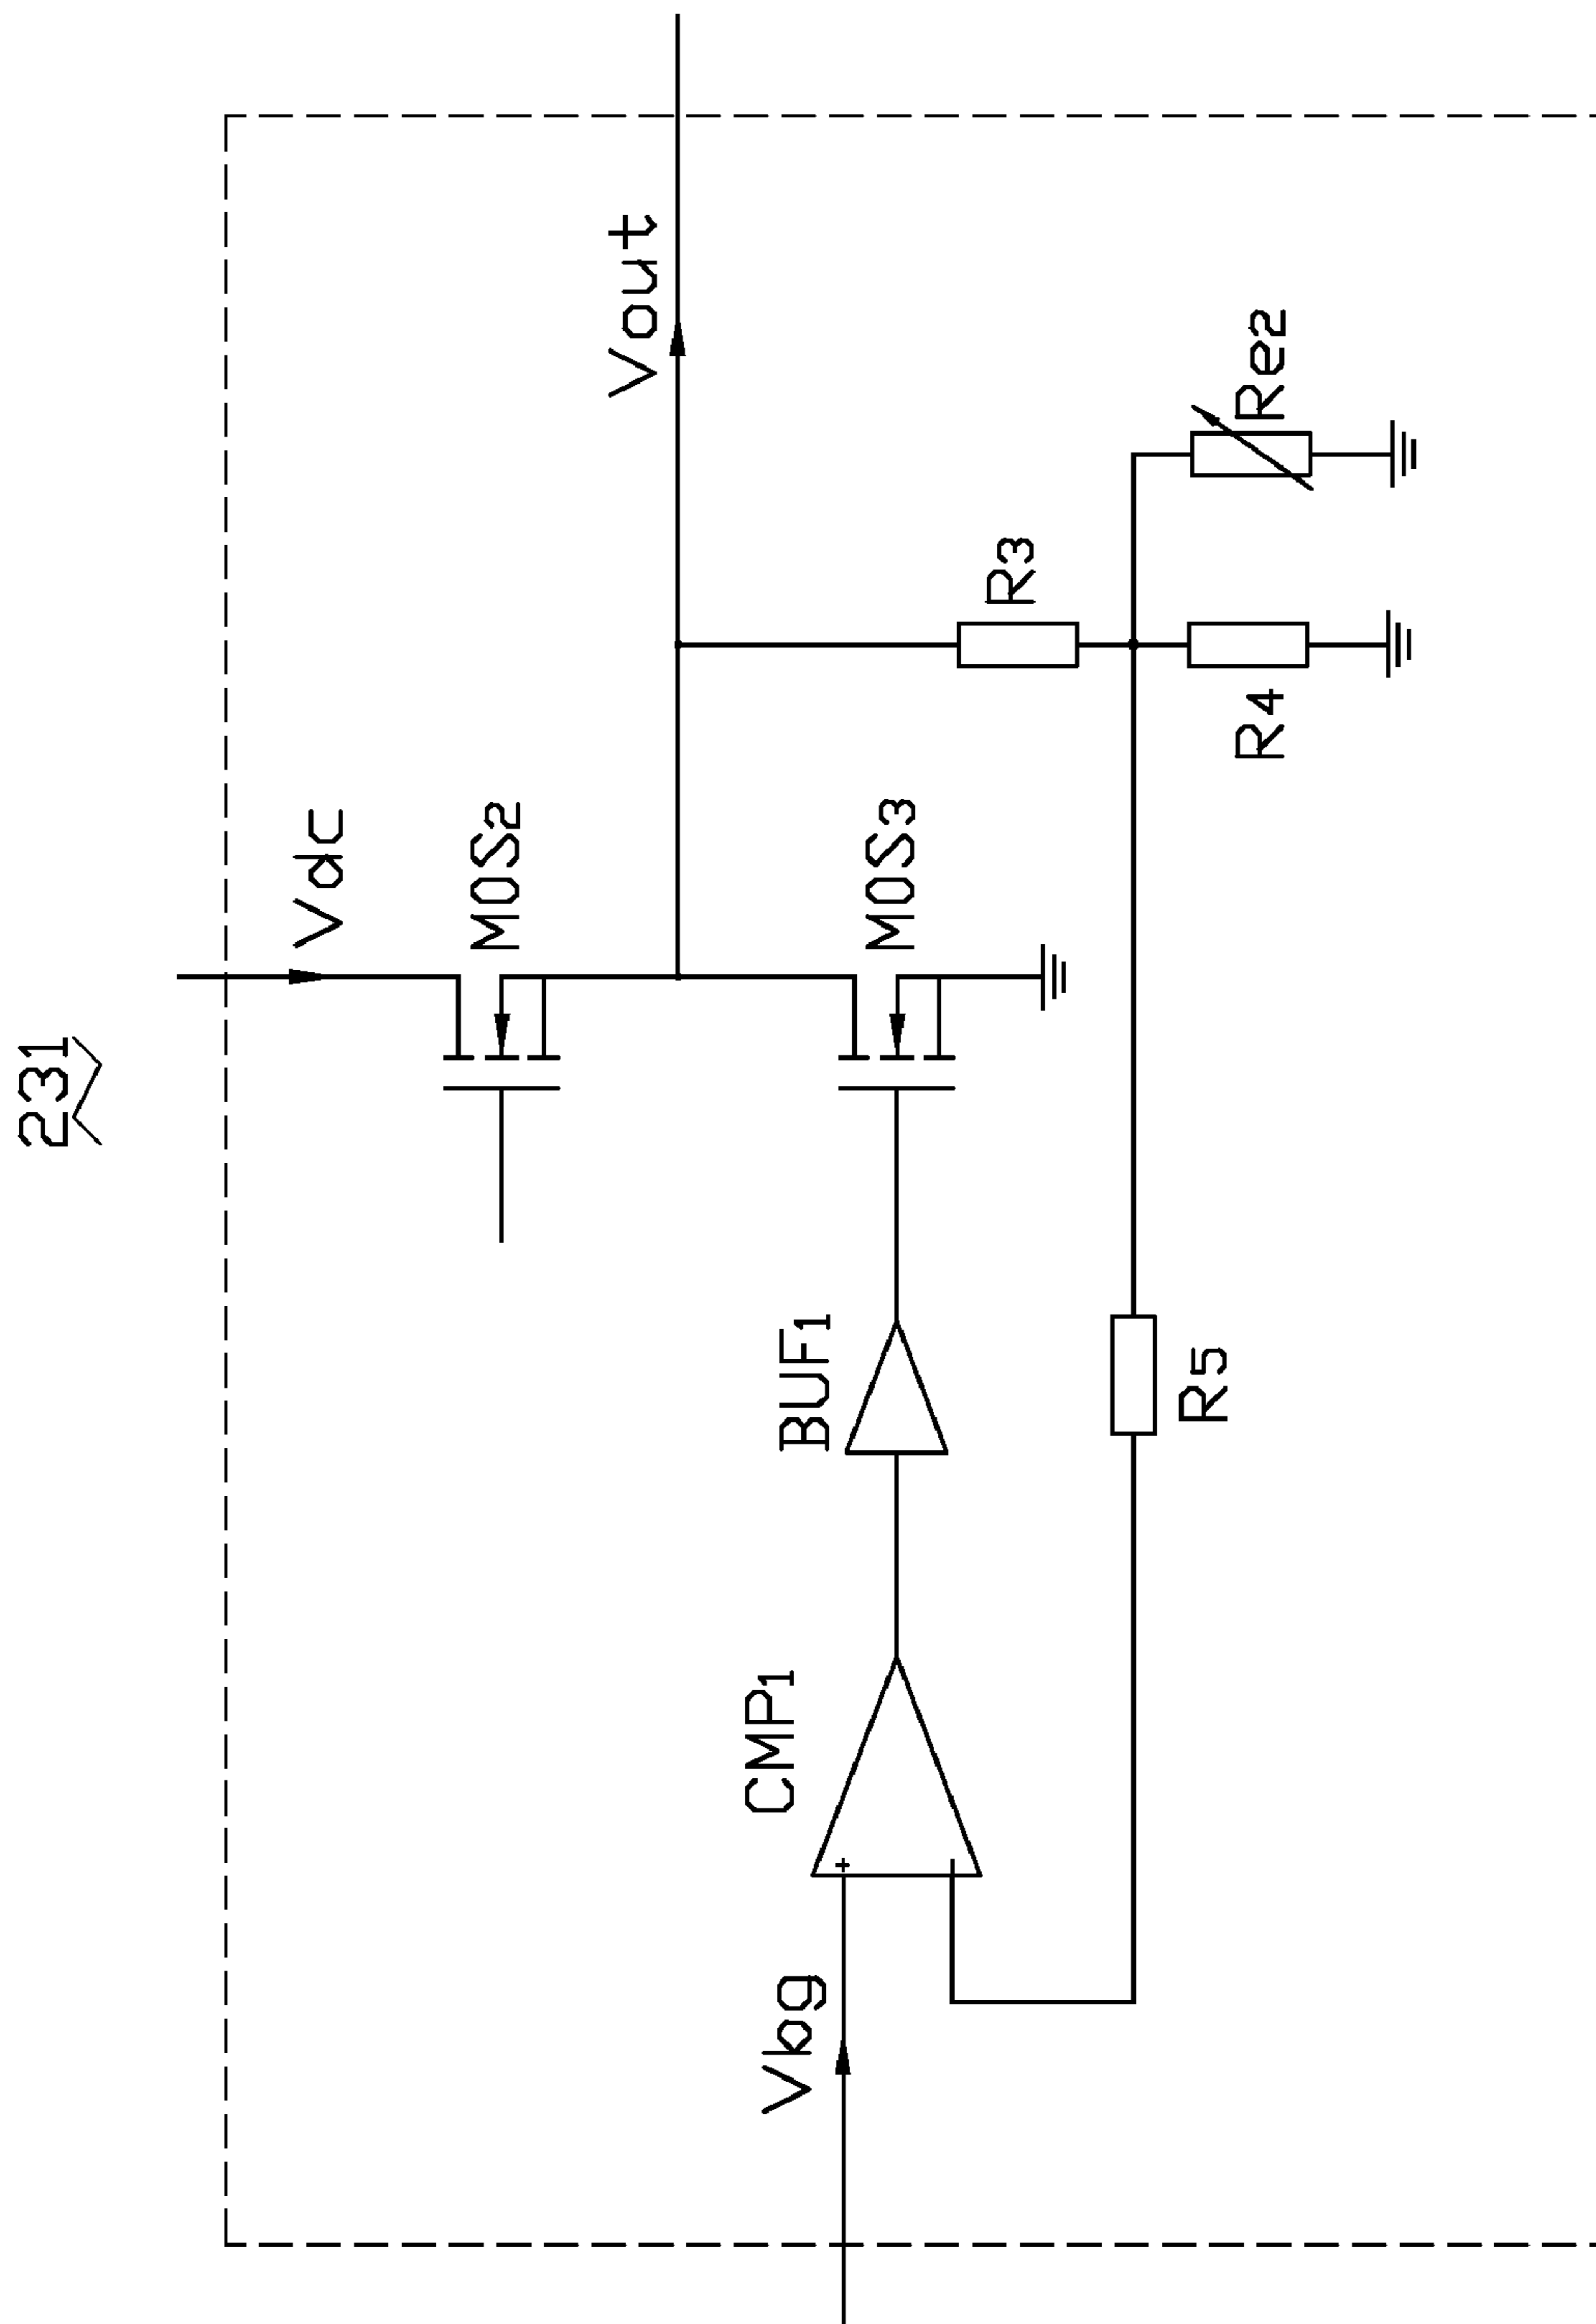 231
Vdc
MOS2
Vout
Vbg
+
−
CMP1
BUF1
MOS3
R3
R5
R4
Re2